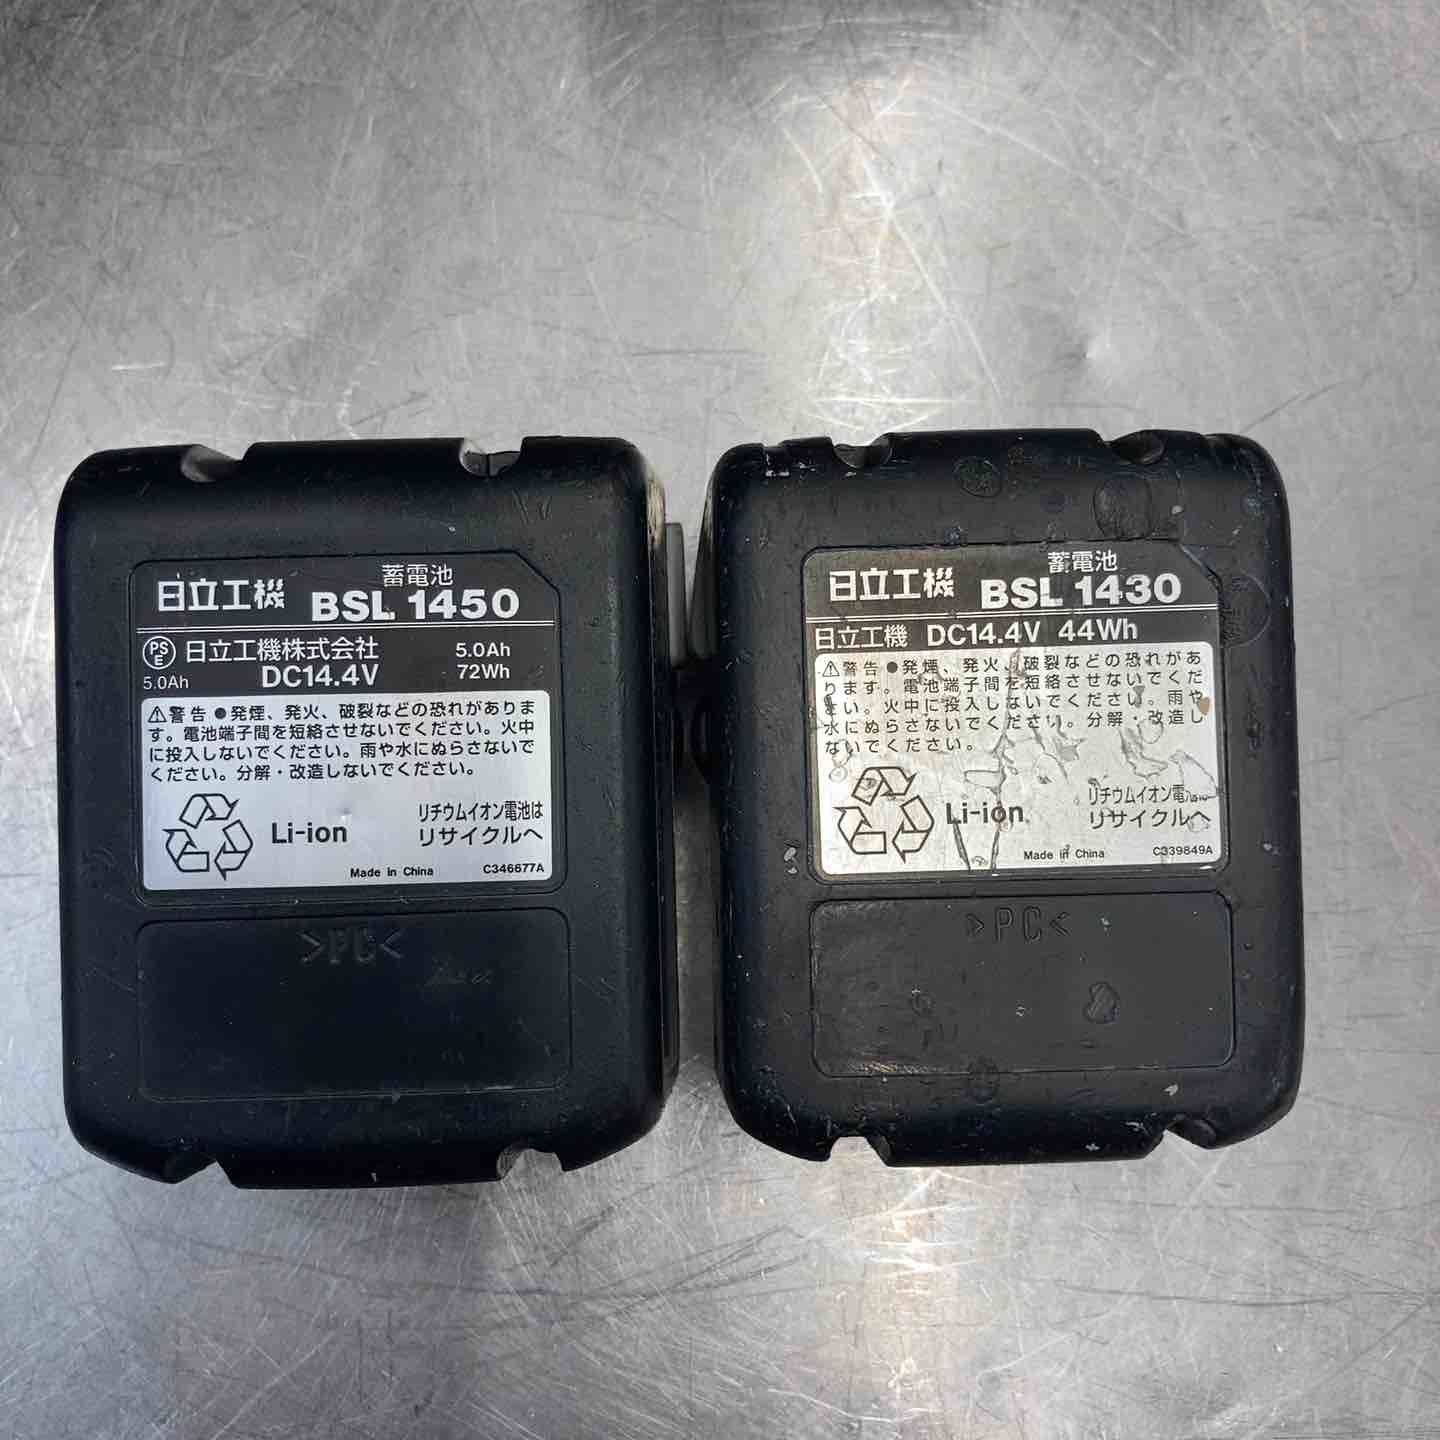 蓄電池
日立工機 BSL 1450
PSE 日立工機株式会社 5.0Ah
5.0Ah DC14.4V 72Wh
⚠警告 ●発煙、発火、破裂などの恐れがありま
す。電池端子間を短絡させないでください。火中
に投入しないでください。雨や水にぬらさないで
ください。分解・改造しないでください。
リチウムイオン電池は
Li-ion リサイクルへ
Made in China C346677A
>PC<
蓄電池
日立工機 BSL 1430
日立工機 DC14.4V 44Wh
⚠警告 ●発煙、発火、破裂などの恐れがあ
ります。電池端子間を短絡させないでくだ
さい。火中に投入しないでください。雨や
水にぬらさないでください。分解・改造し
ないでください。
リチウムイオン電池は
Li-ion リサイクルへ
Made in China C339849A
>PC<